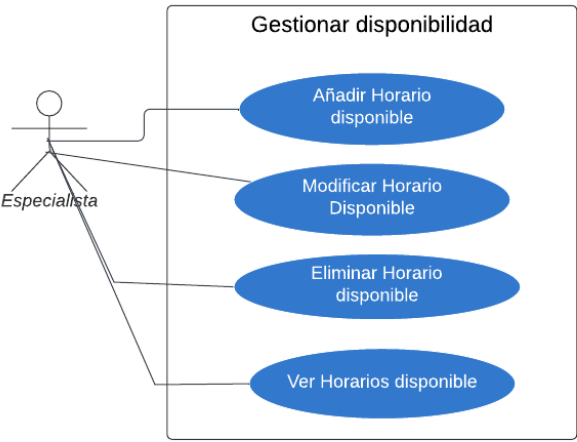 Gestionar disponibilidad
Añadir Horario
disponible
Modificar Horario
Disponible
Especialista
Eliminar Horario
disponible
Ver Horarios disponible